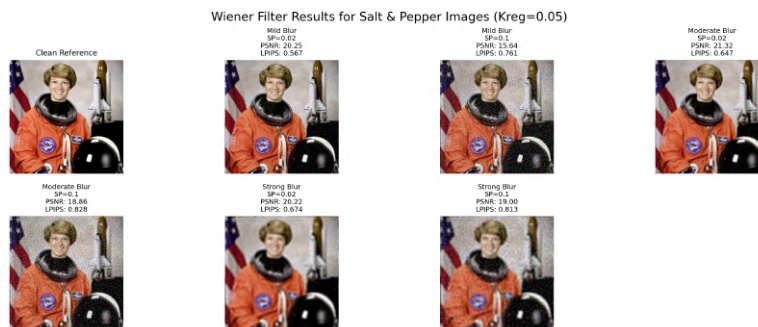 Wiener Filter Results for Salt & Pepper Images (Kreg=0.05)
Clean Reference
Mild Blur
SP=0.02
PSNR: 20.25
LPIPS: 0.567
Mild Blur
SP=0.1
PSNR: 15.64
LPIPS: 0.761
Moderate Blur
SP=0.02
PSNR: 21.32
LPIPS: 0.647
Moderate Blur
SP=0.1
PSNR: 18.86
LPIPS: 0.828
Strong Blur
SP=0.02
PSNR: 20.22
LPIPS: 0.674
Strong Blur
SP=0.1
PSNR: 19.00
LPIPS: 0.813